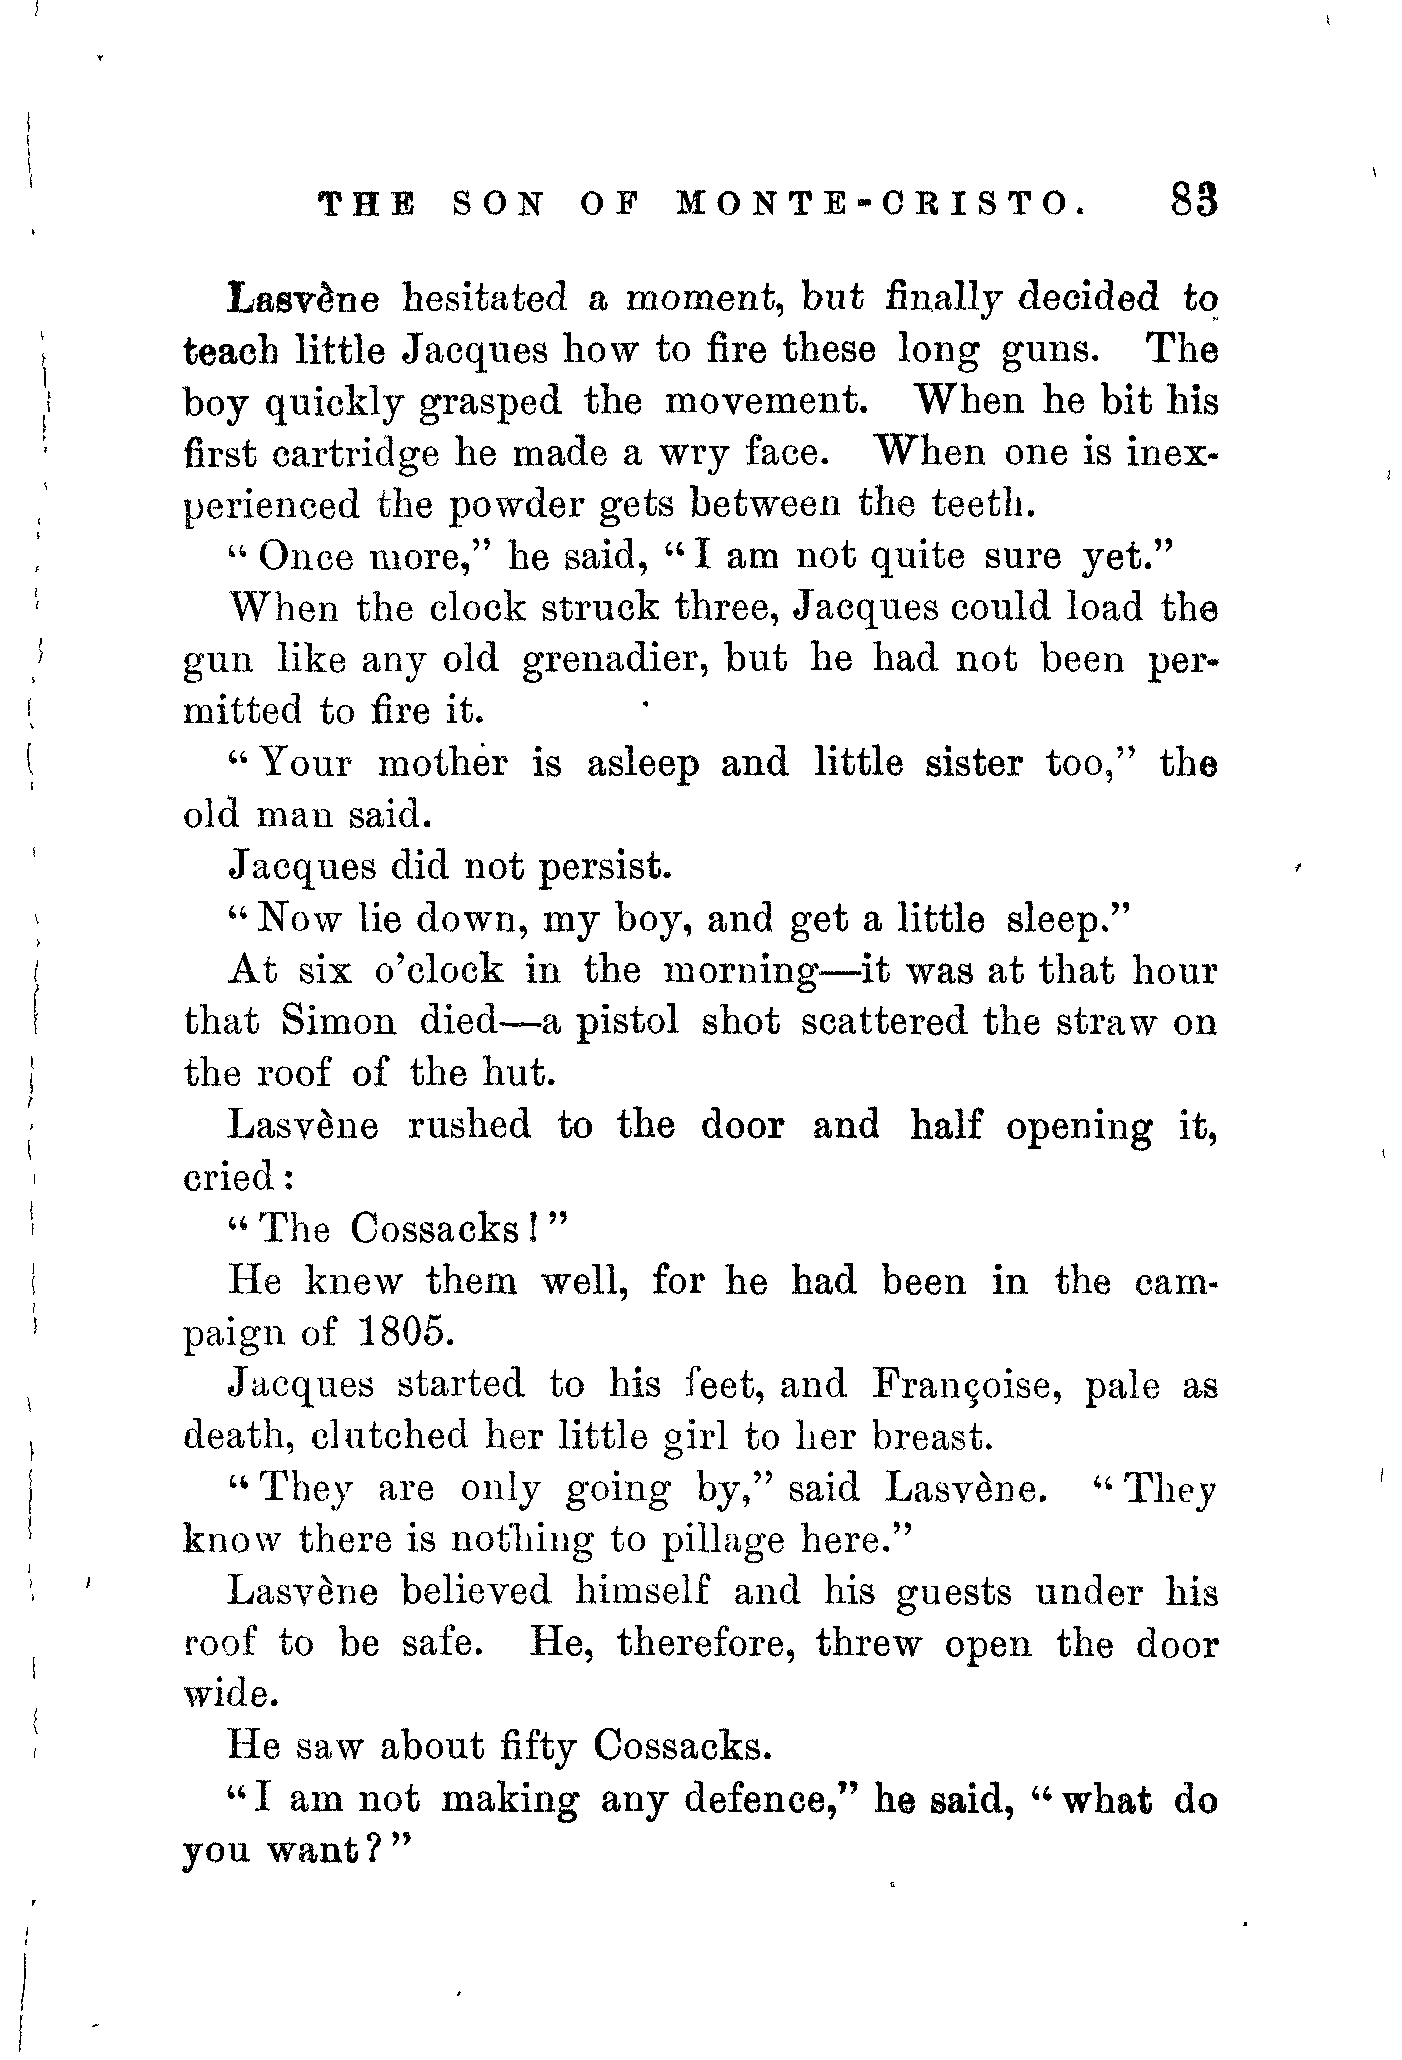 THE SON OF MONTE-CRISTO. 83
Lasvène hesitated a moment, but finally decided to
teach little Jacques how to fire these long guns. The
boy quickly grasped the movement. When he bit his
first cartridge he made a wry face. When one is inex-
perienced the powder gets between the teeth.
“Once more,” he said, “I am not quite sure yet.”
When the clock struck three, Jacques could load the
gun like any old grenadier, but he had not been per-
mitted to fire it.
“Your mother is asleep and little sister too,” the
old man said.
Jacques did not persist.
“Now lie down, my boy, and get a little sleep.”
At six o’clock in the morning—it was at that hour
that Simon died—a pistol shot scattered the straw on
the roof of the hut.
Lasvène rushed to the door and half opening it,
cried:
“The Cossacks!”
He knew them well, for he had been in the cam-
paign of 1805.
Jacques started to his feet, and Françoise, pale as
death, clutched her little girl to her breast.
“They are only going by,” said Lasvène. “They
know there is nothing to pillage here.”
Lasvène believed himself and his guests under his
roof to be safe. He, therefore, threw open the door
wide.
He saw about fifty Cossacks.
“I am not making any defence,” he said, “what do
you want?”